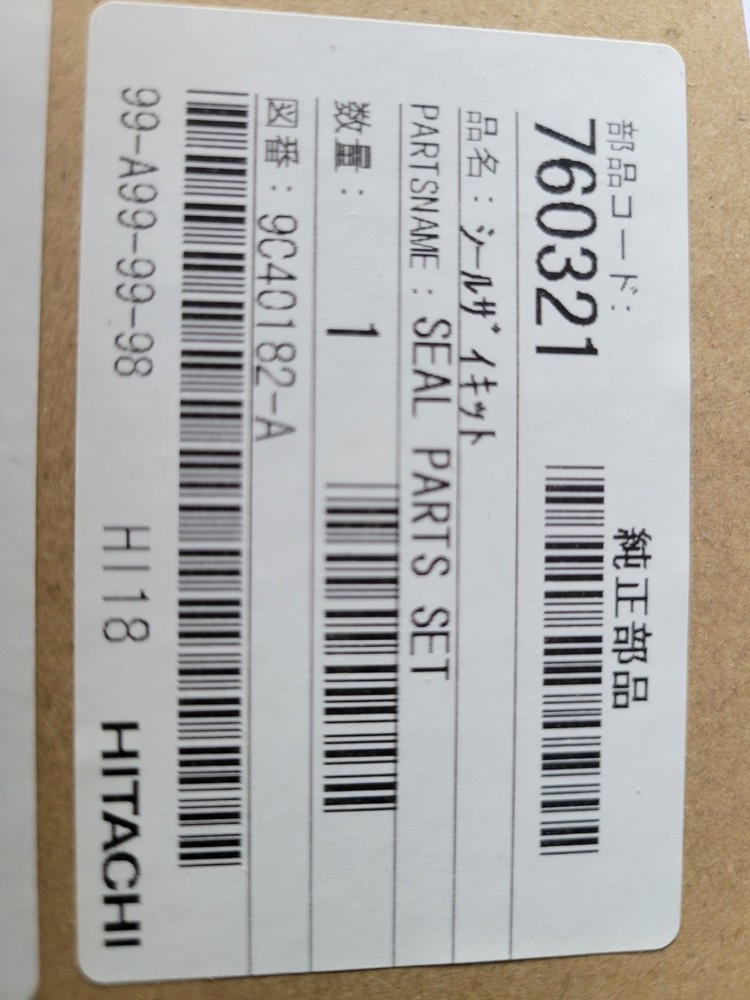 部品コード: 純正部品
760321
品名: シールザイキット
PARTSNAME: SEAL PARTS SET
数量: 1
図番: 9C40182-A
99-A99-99-98 HI18 HITACHI